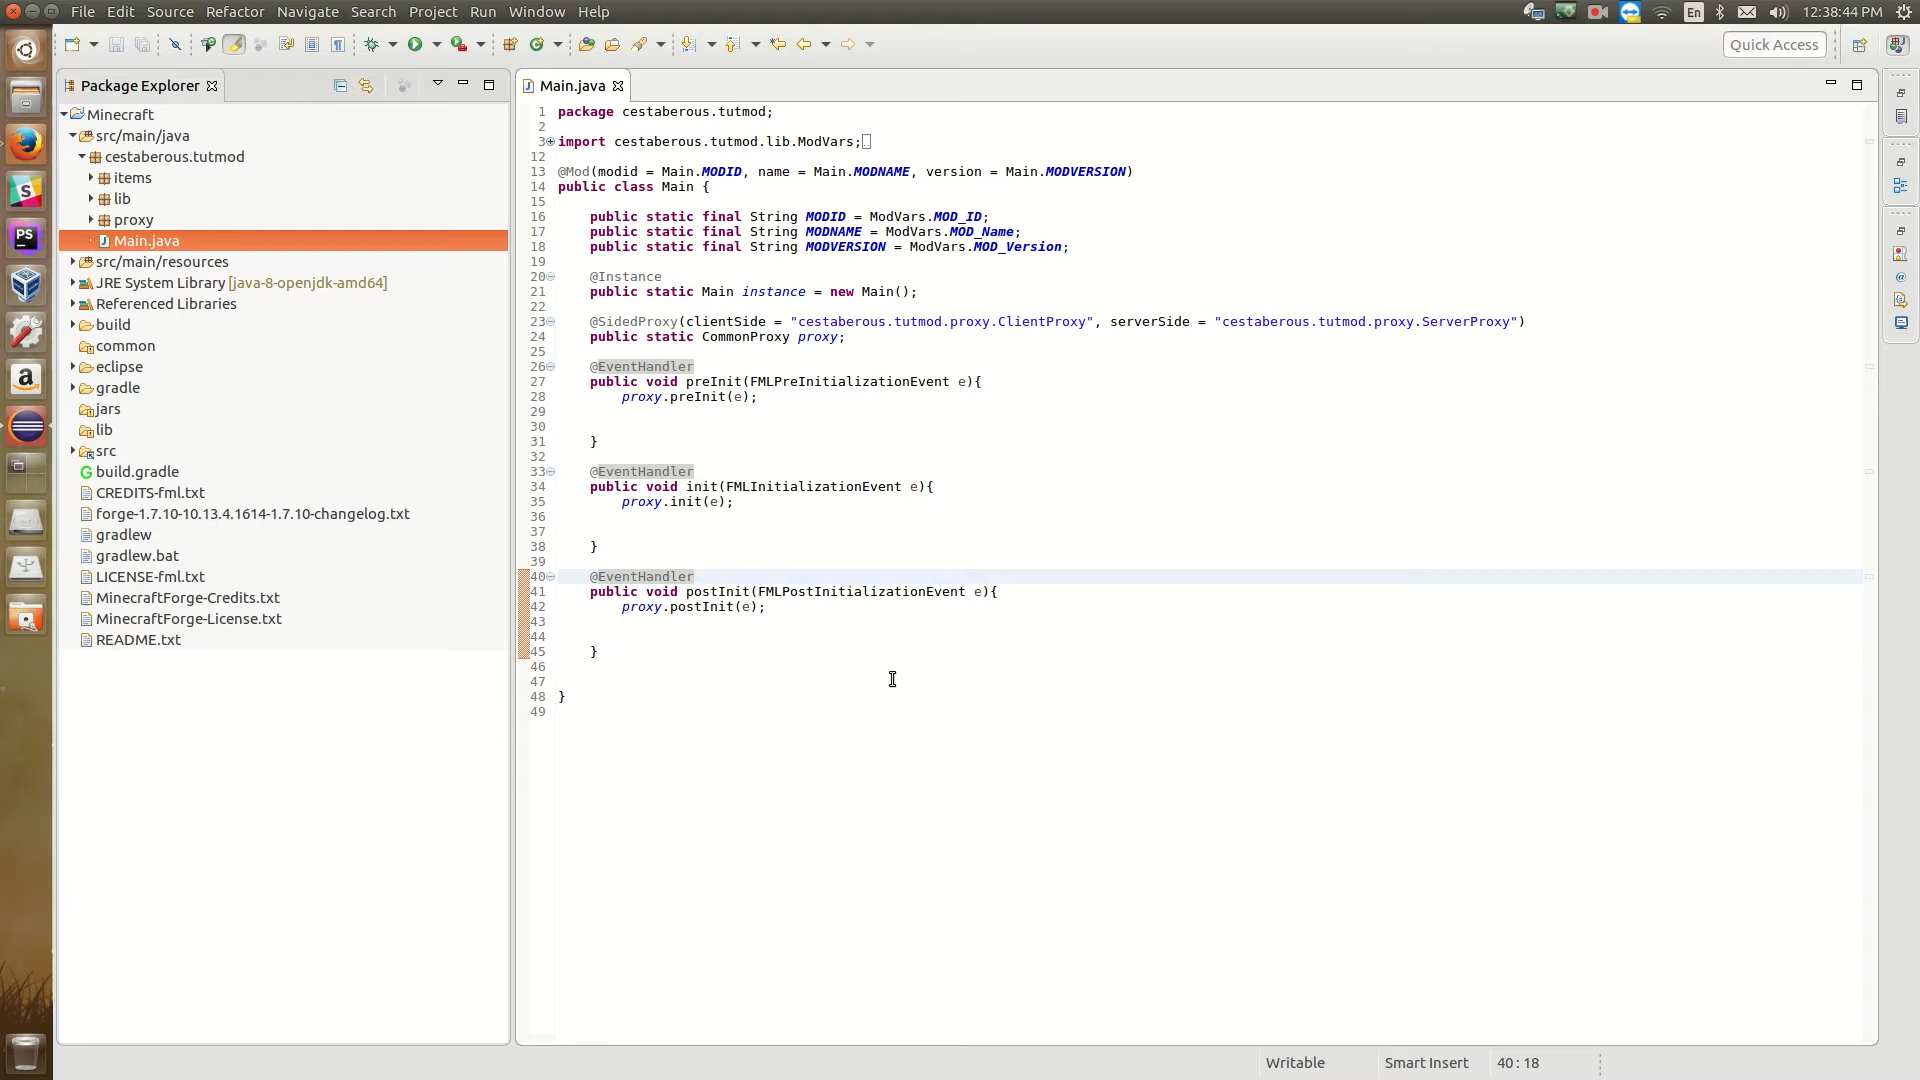 File Edit Source Refactor Navigate Search Project Run Window Help
En
12:38:44 PM
Quick Access
Package Explorer
Minecraft
src/main/java
cestaberous.tutmod
items
lib
proxy
Main.java
src/main/resources
JRE System Library [java-8-openjdk-amd64]
Referenced Libraries
build
common
eclipse
gradle
jars
lib
src
build.gradle
CREDITS-fml.txt
forge-1.7.10-10.13.4.1614-1.7.10-changelog.txt
gradlew
gradlew.bat
LICENSE-fml.txt
MinecraftForge-Credits.txt
MinecraftForge-License.txt
README.txt
S
PS
a
Main.java
1 package cestaberous.tutmod;
2
3 import cestaberous.tutmod.lib.ModVars;
12
13 @Mod(modid = Main.MODID, name = Main.MODNAME, version = Main.MODVERSION)
14 public class Main {
15
16 public static final String MODID = ModVars.MOD_ID;
17 public static final String MODNAME = ModVars.MOD_Name;
18 public static final String MODVERSION = ModVars.MOD_Version;
19
20 @Instance
21 public static Main instance = new Main();
22
23 @SidedProxy(clientSide = "cestaberous.tutmod.proxy.ClientProxy", serverSide = "cestaberous.tutmod.proxy.ServerProxy")
24 public static CommonProxy proxy;
25
26 @EventHandler
27 public void preInit(FMLPreInitializationEvent e){
28 proxy.preInit(e);
29
30
31 }
32
33 @EventHandler
34 public void init(FMLInitializationEvent e){
35 proxy.init(e);
36
37
38 }
39
40 @EventHandler
41 public void postInit(FMLPostInitializationEvent e){
42 proxy.postInit(e);
43
44
45 }
46
47
48 }
49
Writable
Smart Insert
40 : 18